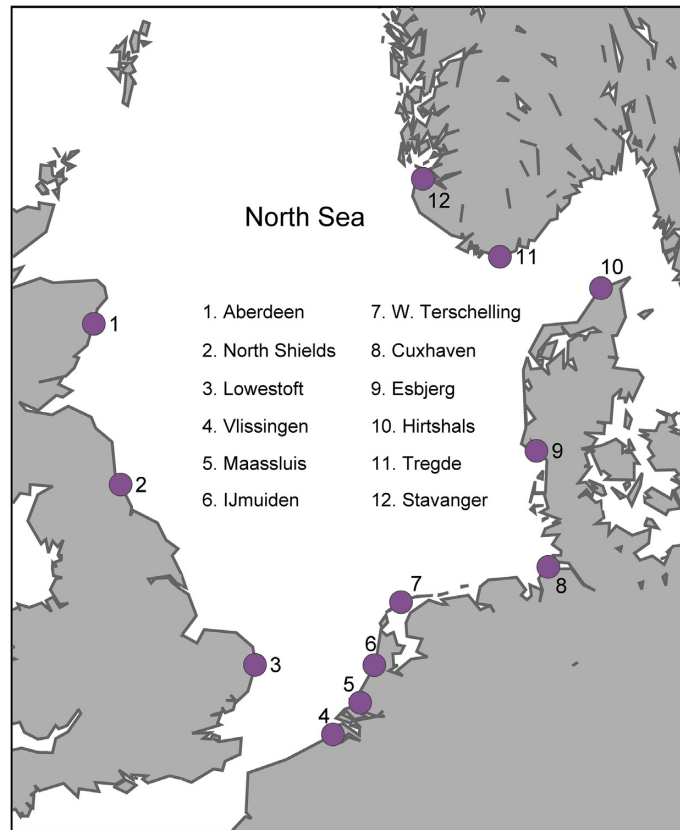 12
North Sea
11
10
1
1. Aberdeen
2. North Shields
3. Lowestoft
4. Vlissingen
5. Maassluis
6. IJmuiden
7. W. Terschelling
8. Cuxhaven
9. Esbjerg
10. Hirtshals
11. Tregde
12. Stavanger
9
2
8
7
6
3
5
4